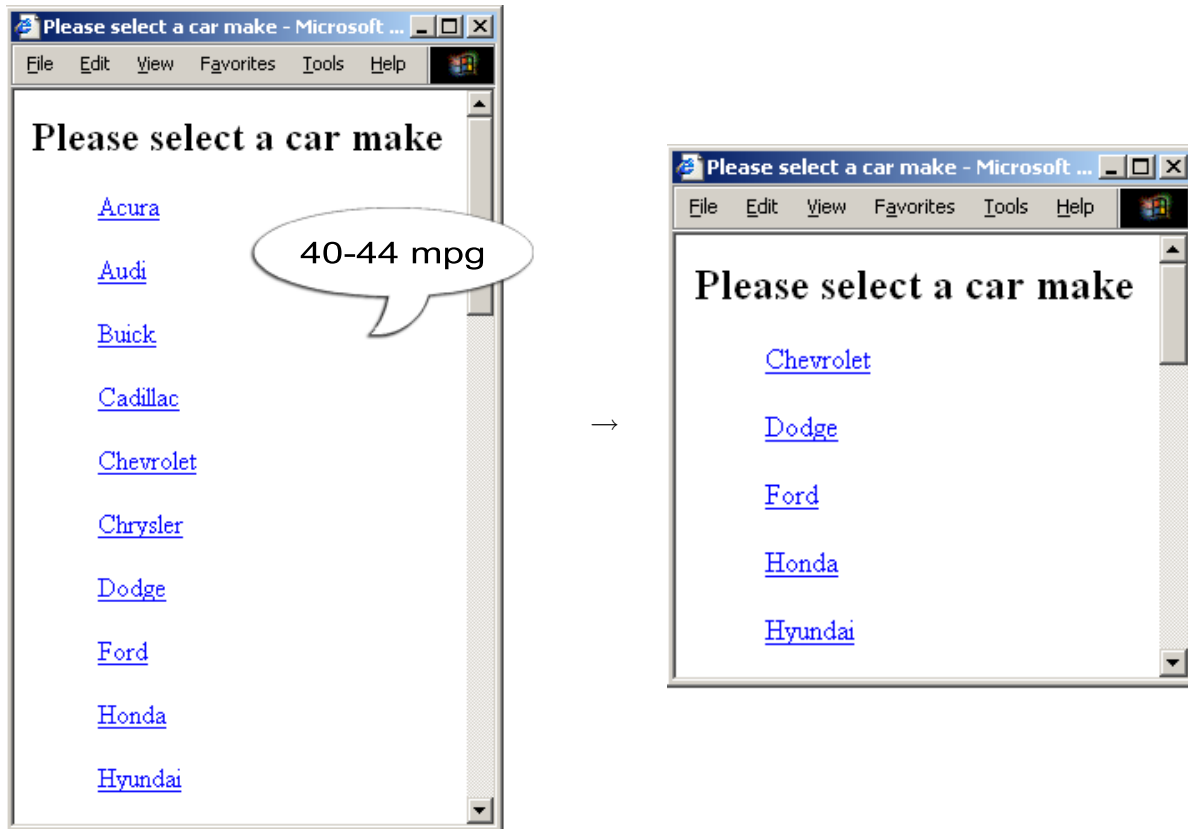 Please select a car make - Microsoft ...
File Edit View Favorites Tools Help
Please select a car make
Acura
40-44 mpg
Audi
Buick
Cadillac
Chevrolet
Chrysler
Dodge
Ford
Honda
Hyundai
→
Please select a car make - Microsoft ...
File Edit View Favorites Tools Help
Please select a car make
Chevrolet
Dodge
Ford
Honda
Hyundai